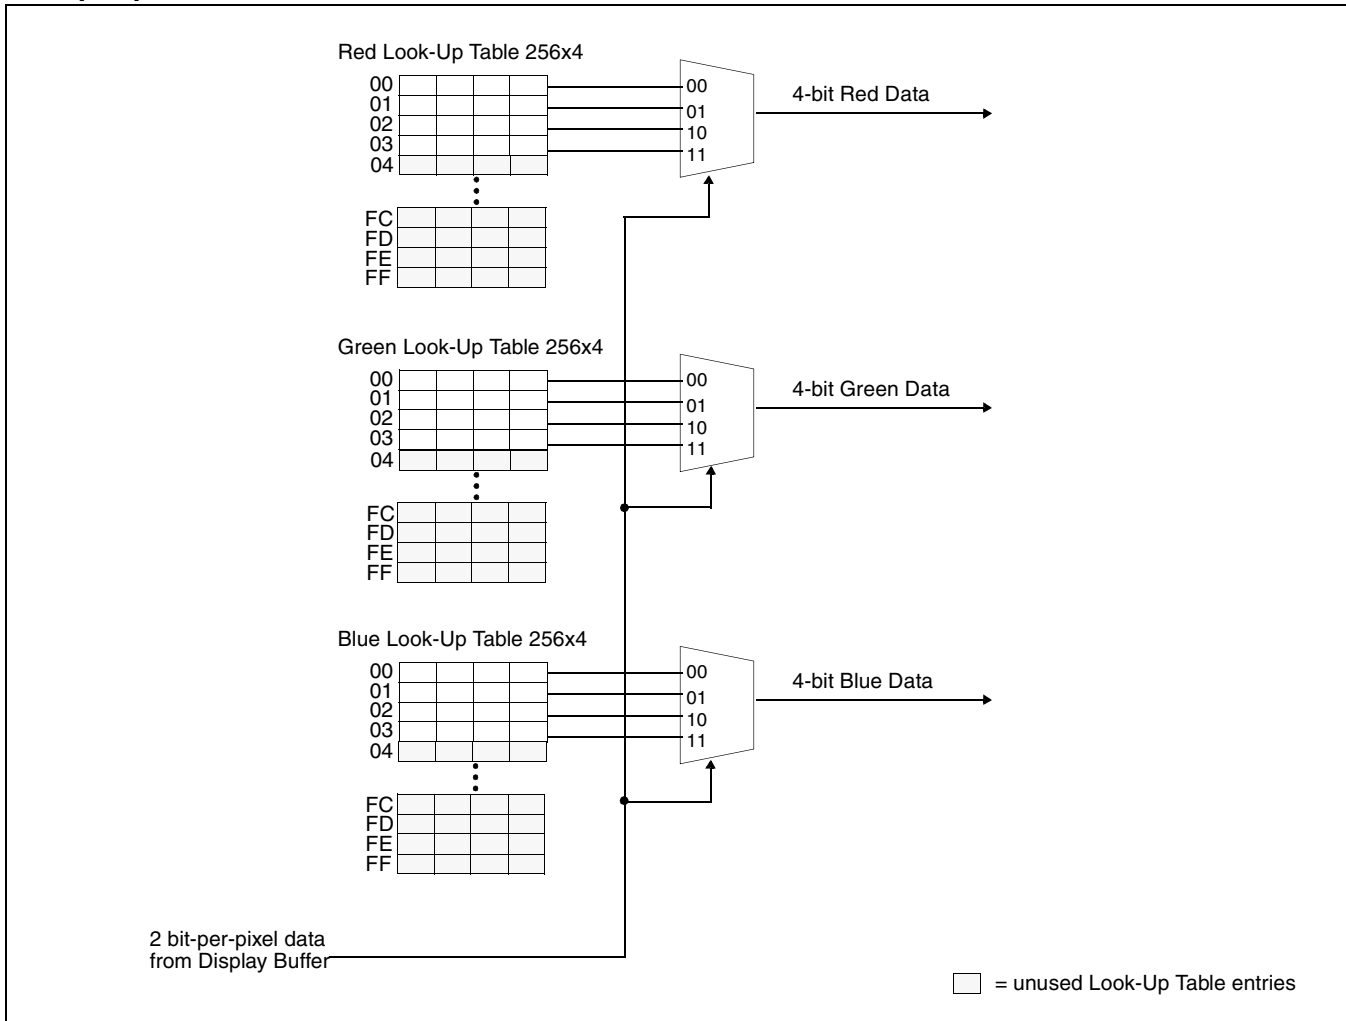 Red Look-Up Table 256x4
00
01
02
03
04
FC
FD
FE
FF
00
01
10
11
4-bit Red Data
Green Look-Up Table 256x4
00
01
02
03
04
FC
FD
FE
FF
00
01
10
11
4-bit Green Data
Blue Look-Up Table 256x4
00
01
02
03
04
FC
FD
FE
FF
00
01
10
11
4-bit Blue Data
2 bit-per-pixel data
from Display Buffer
= unused Look-Up Table entries